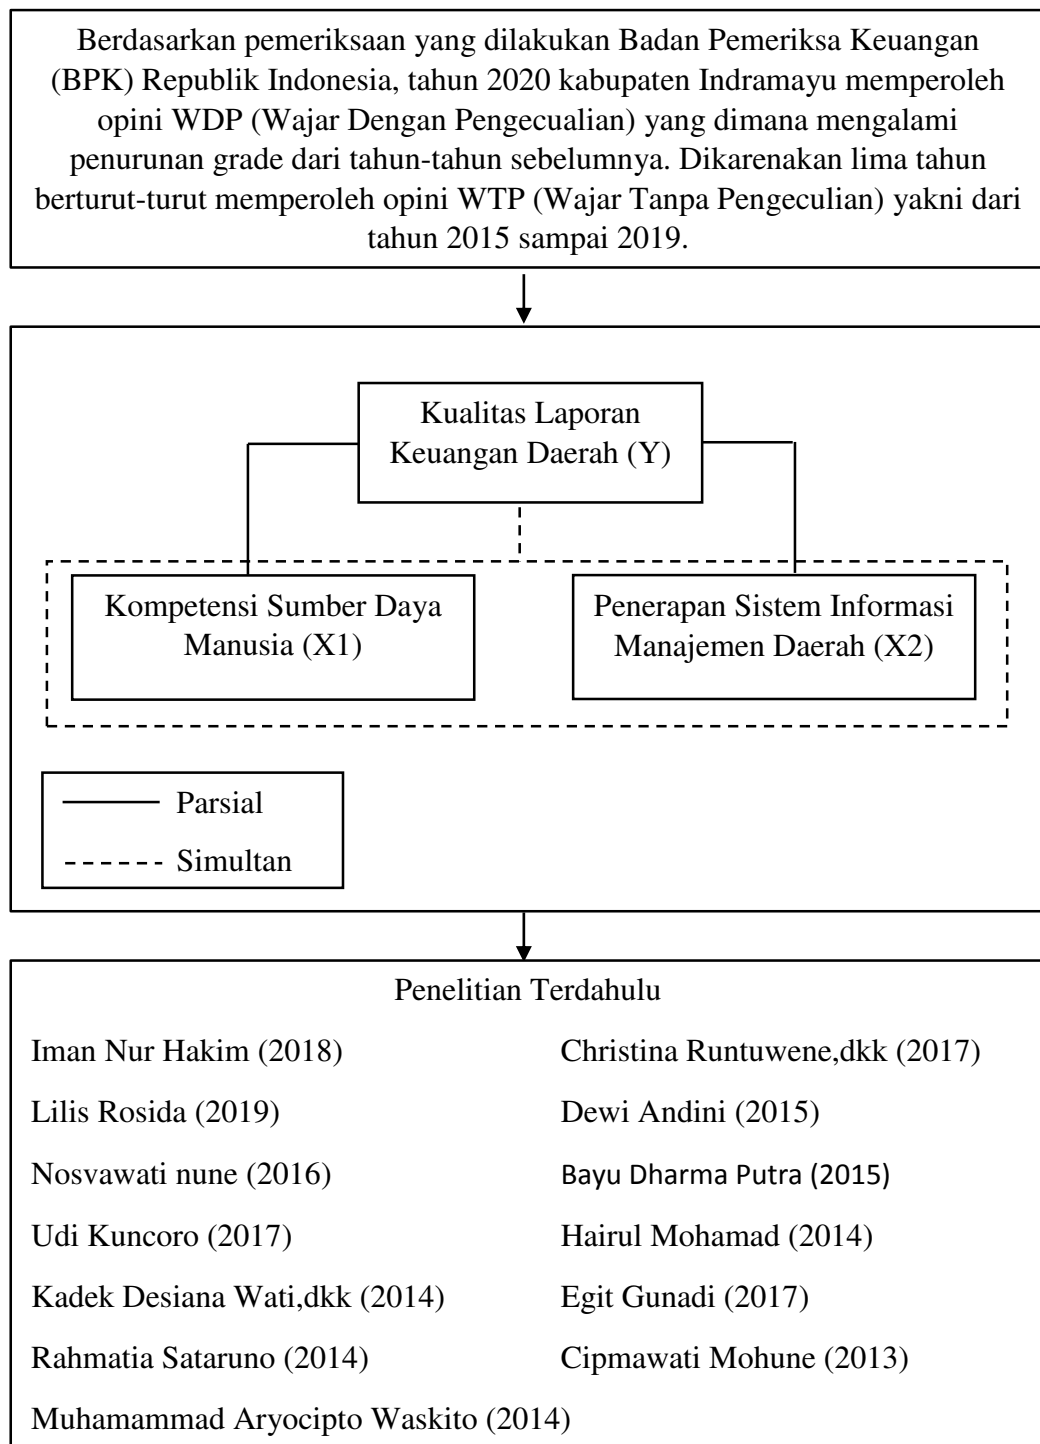 Berdasarkan pemeriksaan yang dilakukan Badan Pemeriksa Keuangan
(BPK) Republik Indonesia, tahun 2020 kabupaten Indramayu memperoleh
opini WDP (Wajar Dengan Pengecualian) yang dimana mengalami
penurunan grade dari tahun-tahun sebelumnya. Dikarenakan lima tahun
berturut-turut memperoleh opini WTP (Wajar Tanpa Pengeculian) yakni dari
tahun 2015 sampai 2019.
Kualitas Laporan
Keuangan Daerah (Y)
Kompetensi Sumber Daya
Manusia (X1)
Penerapan Sistem Informasi
Manajemen Daerah (X2)
Parsial
Simultan
Penelitian Terdahulu
Iman Nur Hakim (2018)
Christina Runtuwene,dkk (2017)
Lilis Rosida (2019)
Dewi Andini (2015)
Nosvawati nune (2016)
Bayu Dharma Putra (2015)
Udi Kuncoro (2017)
Hairul Mohamad (2014)
Kadek Desiana Wati,dkk (2014)
Egit Gunadi (2017)
Rahmatia Sataruno (2014)
Cipmawati Mohune (2013)
Muhamammad Aryocipto Waskito (2014)